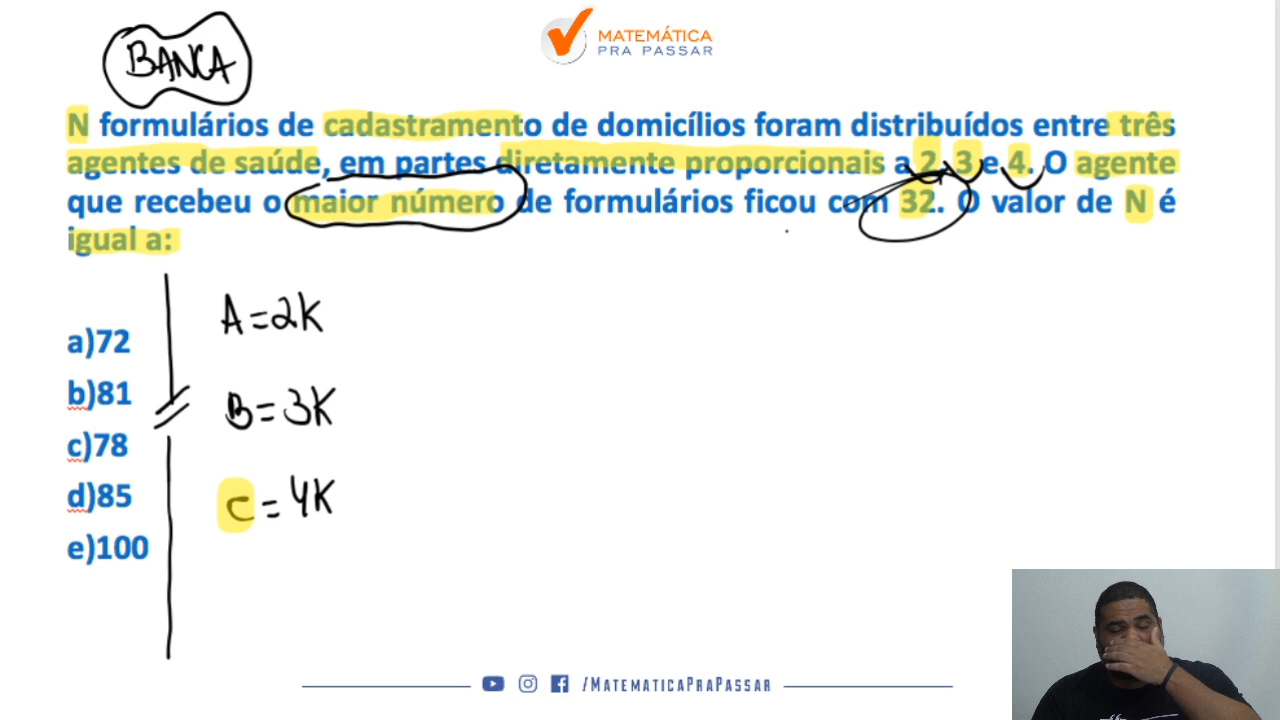 BANCA
MATEMÁTICA
PRA PASSAR
N formulários de cadastramento de domicílios foram distribuídos entre três
agentes de saúde, em partes diretamente proporcionais a 2, 3 e 4. O agente
que recebeu o maior número de formulários ficou com 32. O valor de N é
igual a:
a)72
b)81
c)78
d)85
e)100
A=2K
B=3K
C=4K
/MATEMATICAPRAPASSAR